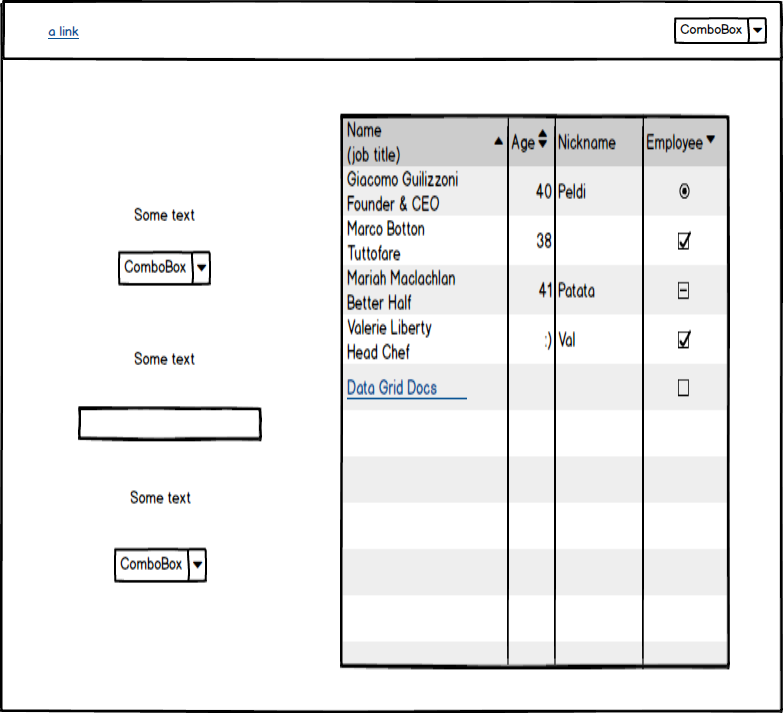 a link
ComboBox
Name
(job title)
Age
Nickname
Employee
Giacomo Guilizzoni
Founder & CEO
40
Peldi
Marco Botton
Tuttofare
38
Mariah Maclachlan
Better Half
41
Patata
Valerie Liberty
Head Chef
:)
Val
Data Grid Docs
Some text
ComboBox
Some text
Some text
ComboBox